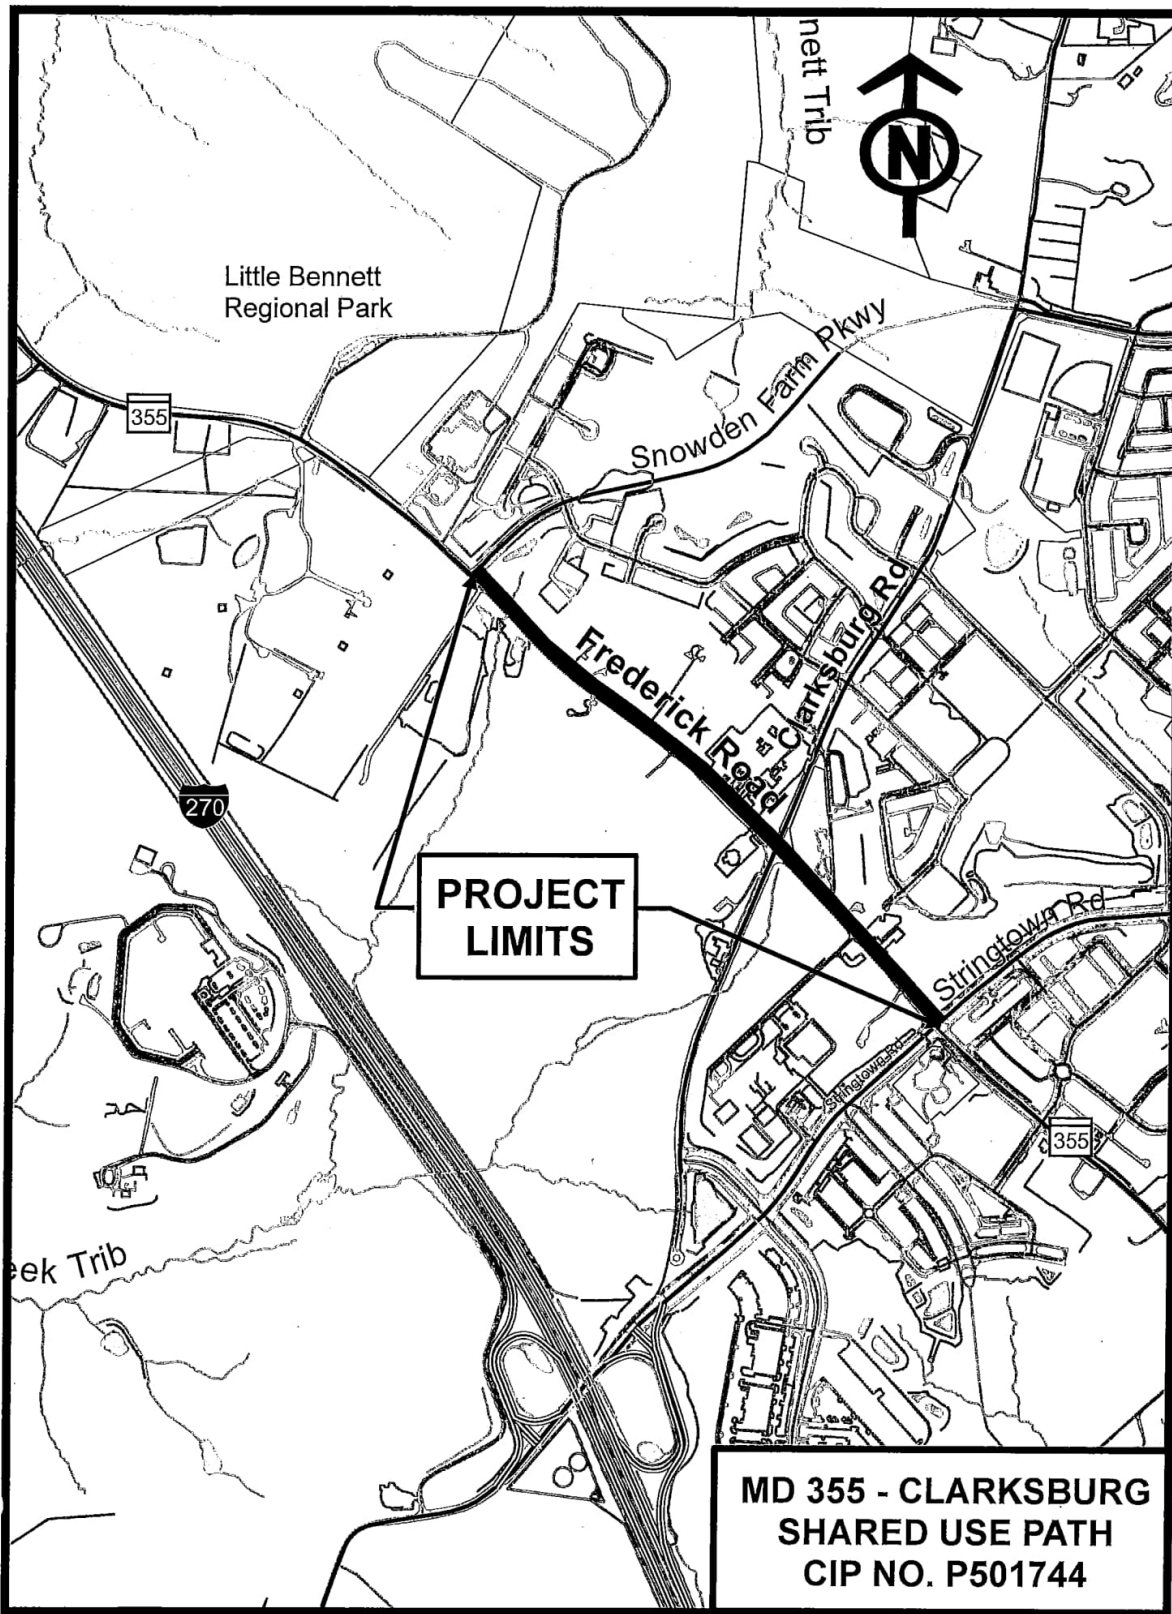 nett Trib
N
Little Bennett
Regional Park
355
Snowden Farm Pkwy
Clarksburg Rd
Frederick Road
270
PROJECT
LIMITS
Stringtown Rd
Stringtown Rd
355
eek Trib
MD 355 - CLARKSBURG
SHARED USE PATH
CIP NO. P501744